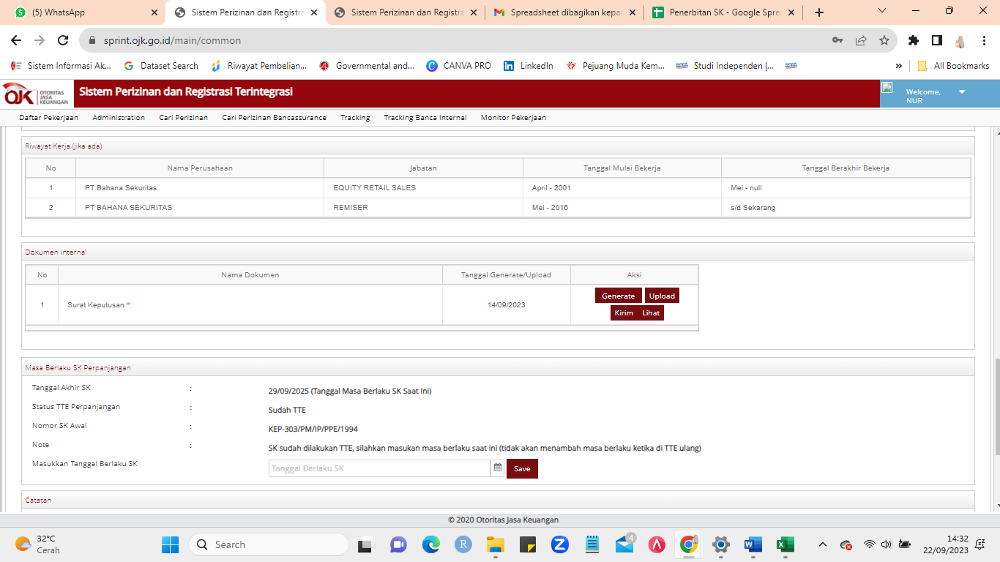 (5) WhatsApp
Sistem Perizinan dan Registra
Sistem Perizinan dan Registra
Spreadsheet dibagikan kepad
Penerbitan SK - Google Spre
sprint.ojk.go.id/main/common
Sistem Informasi Ak...
Dataset Search
Riwayat Pembelian...
Governmental and...
CANVA PRO
LinkedIn
Pejuang Muda Kem...
Studi Independen |...
All Bookmarks
OJK OTORITAS JASA KEUANGAN
Sistem Perizinan dan Registrasi Terintegrasi
Welcome,
NUR
Daftar Pekerjaan Administration Cari Perizinan Cari Perizinan Bancassurance Tracking Tracking Banca Internal Monitor Pekerjaan
Riwayat Kerja (jika ada)
No Nama Perusahaan Jabatan Tanggal Mulai Bekerja Tanggal Berakhir Bekerja
1 PT Bahana Sekuritas EQUITY RETAIL SALES April - 2001 Mei - null
2 PT BAHANA SEKURITAS REMISER Mei - 2016 s/d Sekarang
Dokumen Internal
No Nama Dokumen Tanggal Generate/Upload Aksi
1 Surat Keputusan * 14/09/2023 Generate Upload
Kirim Lihat
Masa Berlaku SK Perpanjangan
Tanggal Akhir SK : 29/09/2025 (Tanggal Masa Berlaku SK Saat Ini)
Status TTE Perpanjangan : Sudah TTE
Nomor SK Awal : KEP-303/PM/IP/PPE/1994
Note : SK sudah dilakukan TTE, silahkan masukan masa berlaku saat ini (tidak akan menambah masa berlaku ketika di TTE ulang)
Masukkan Tanggal Berlaku SK Tanggal Berlaku SK Save
Catatan
© 2020 Otoritas Jasa Keuangan
32°C
Cerah
Search
4
14:32
22/09/2023